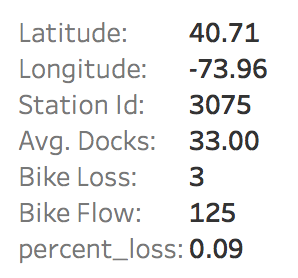 Latitude: 40.71
Longitude: -73.96
Station Id: 3075
Avg. Docks: 33.00
Bike Loss: 3
Bike Flow: 125
percent_loss: 0.09